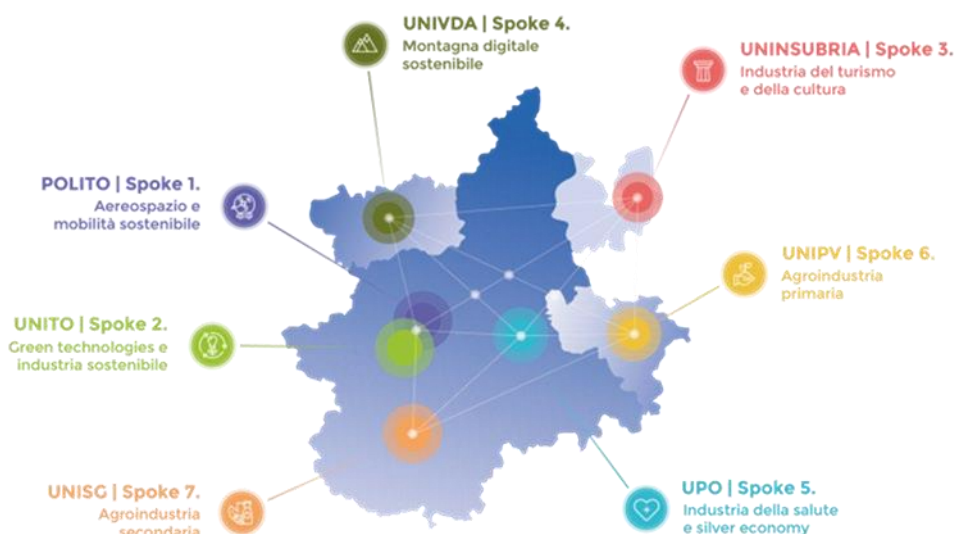 UNIVDA | Spoke 4.
Montagna digitale
sostenibile
UNINSUBRIA | Spoke 3.
Industria del turismo
e della cultura
POLITO | Spoke 1.
Aereospazio e
mobilità sostenibile
UNIPV | Spoke 6.
Agroindustria
primaria
UNITO | Spoke 2.
Green technologies e
industria sostenibile
UNISG | Spoke 7.
Agroindustria
secondaria
UPO | Spoke 5.
Industria della salute
e silver economy